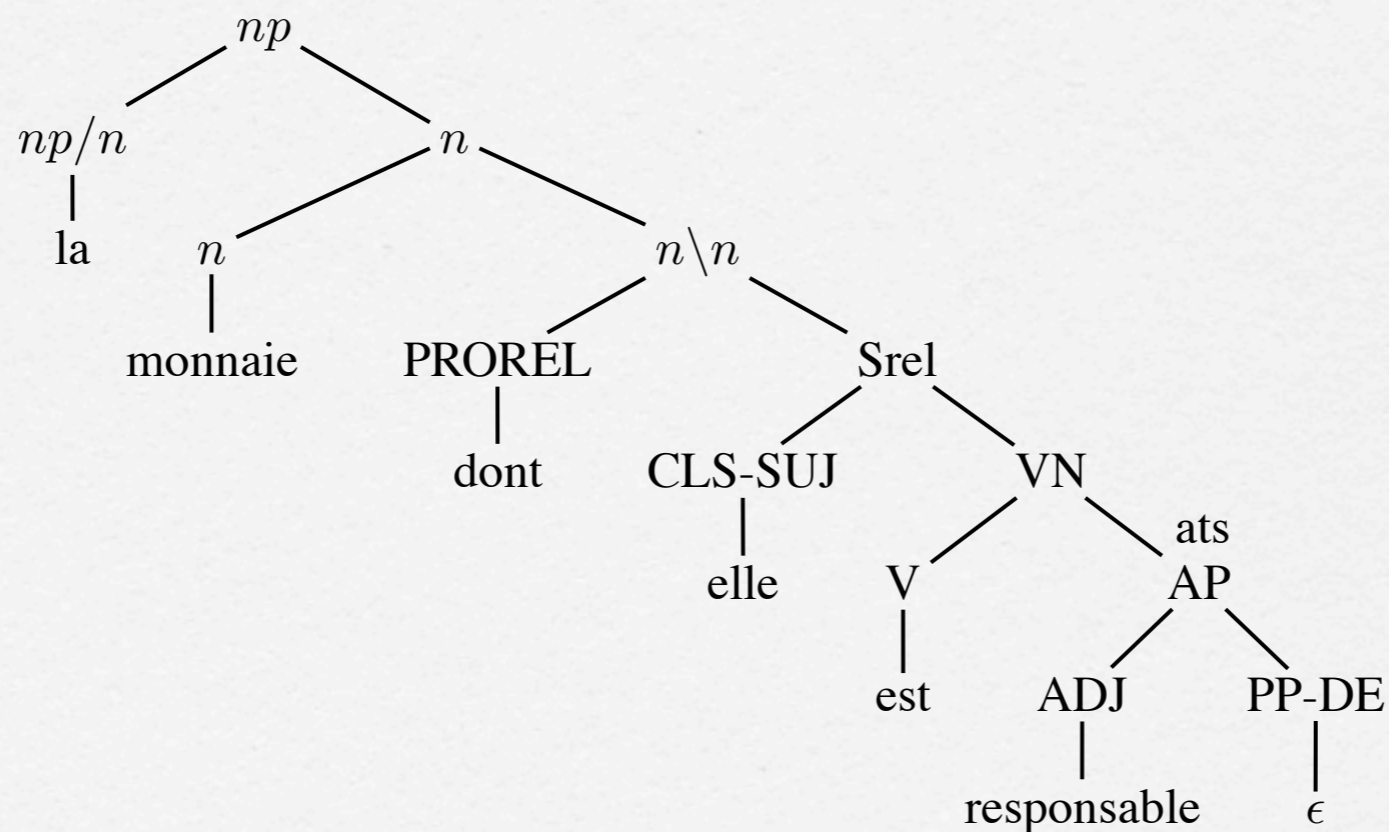 np
np/n n
la n n\n
monnaie PROREL Srel
dont CLS-SUJ VN
ats
elle V AP
est ADJ PP-DE
responsable ϵ